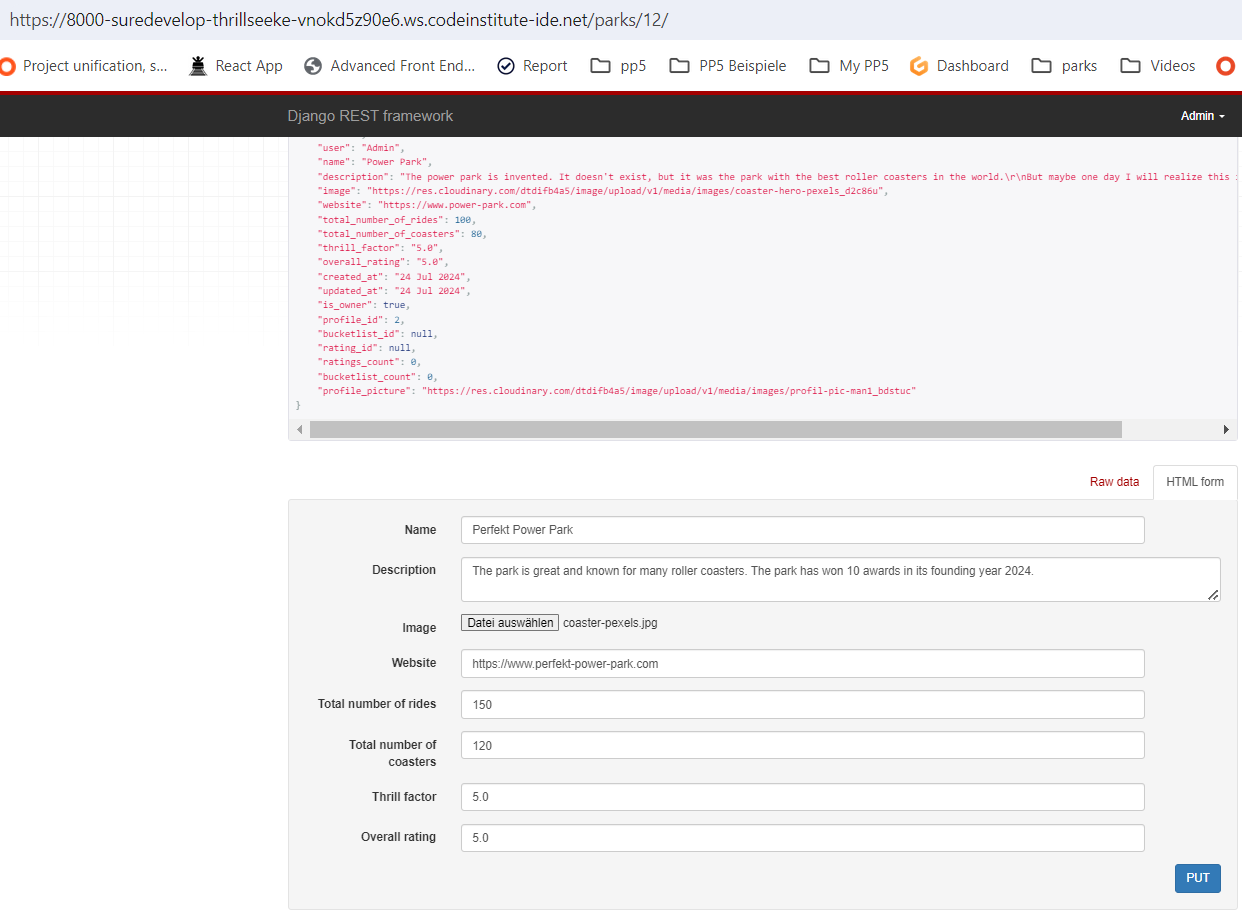 https://8000-suredevelop-thrillseeke-vnokd5z90e6.ws.codeinstitute-ide.net/parks/12/
Project unification, s... React App Advanced Front End... Report pp5 PP5 Beispiele My PP5 Dashboard parks Videos
Django REST framework Admin
"user": "Admin",
"name": "Power Park",
"description": "The power park is invented. It doesn't exist, but it was the park with the best roller coasters in the world.\r\nBut maybe one day I will realize this
"image": "https://res.cloudinary.com/dtdifb4a5/image/upload/v1/media/images/coaster-hero-pexels_d2c86u",
"website": "https://www.power-park.com",
"total_number_of_rides": 100,
"total_number_of_coasters": 80,
"thrill_factor": "5.0",
"overall_rating": "5.0",
"created_at": "24 Jul 2024",
"updated_at": "24 Jul 2024",
"is_owner": true,
"profile_id": 2,
"bucketlist_id": null,
"rating_id": null,
"ratings_count": 0,
"bucketlist_count": 0,
"profile_picture": "https://res.cloudinary.com/dtdifb4a5/image/upload/v1/media/images/profil-pic-man1_bdstuc"
}
Raw data HTML form
Name Perfekt Power Park
Description The park is great and known for many roller coasters. The park has won 10 awards in its founding year 2024.
Image Datei auswählen coaster-pexels.jpg
Website https://www.perfekt-power-park.com
Total number of rides 150
Total number of
coasters 120
Thrill factor 5.0
Overall rating 5.0
PUT